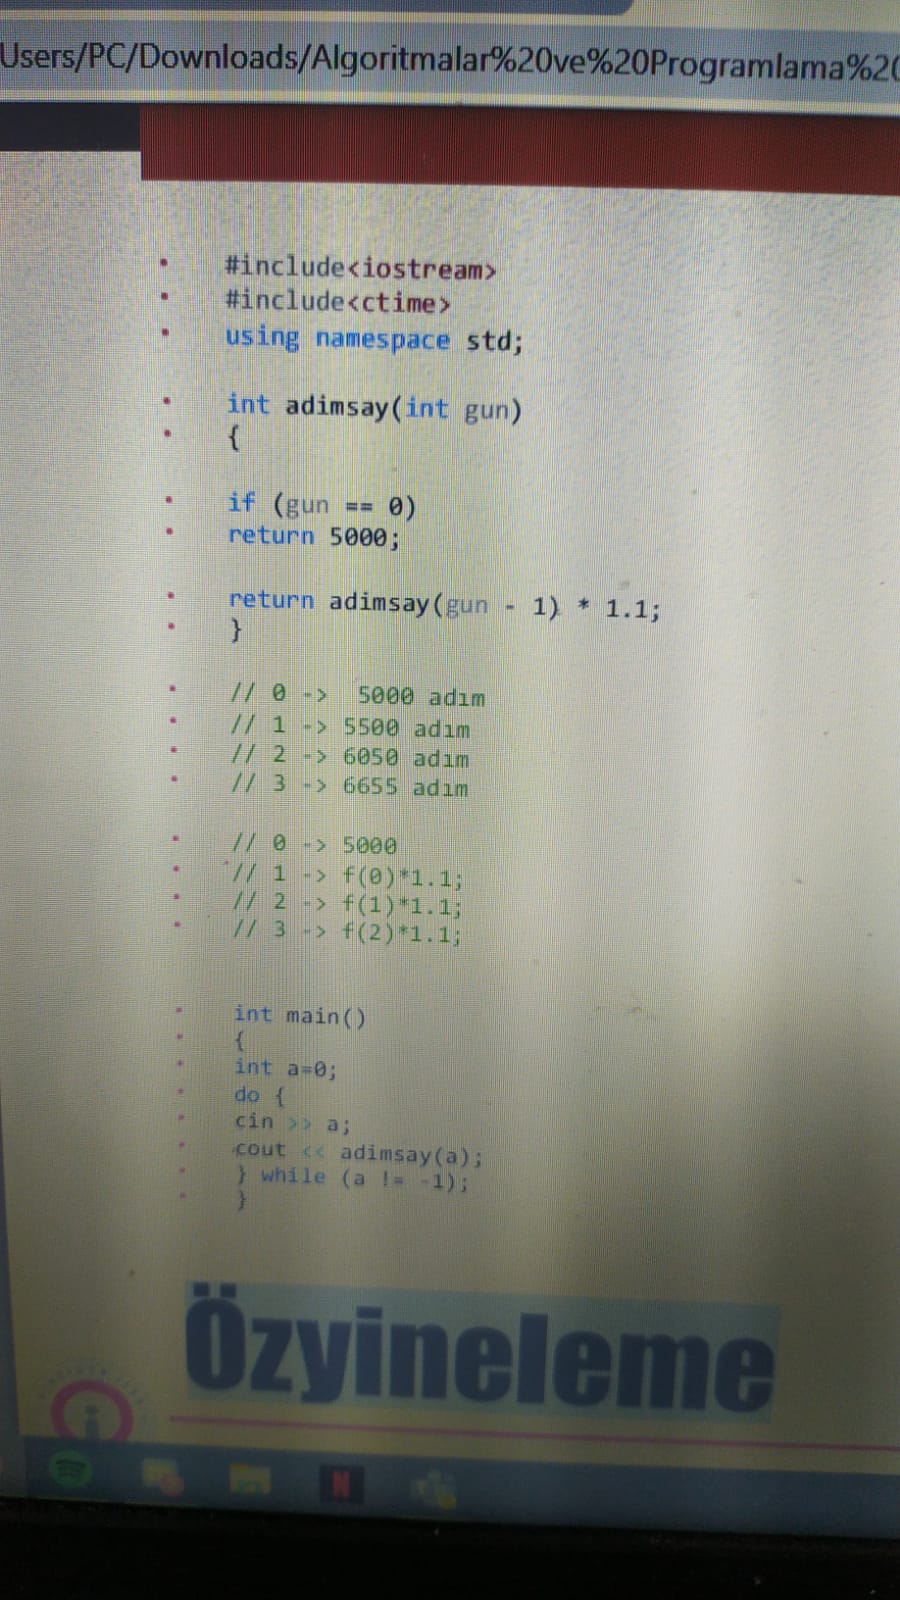 Users/PC/Downloads/Algoritmalar%20ve%20Programlama%20
#include<iostream>
#include<ctime>
using namespace std;
int adimsay(int gun)
{
if (gun == 0)
return 5000;
return adimsay(gun - 1) * 1.1;
}
// 0 -> 5000 adım
// 1 -> 5500 adım
// 2 -> 6050 adım
// 3 -> 6655 adım
// 0 -> 5000
// 1 -> f(0)*1.1;
// 2 -> f(1)*1.1;
// 3 -> f(2)*1.1;
int main()
{
int a=0;
do {
cin >> a;
cout << adimsay(a);
} while (a != -1);
}
Özyineleme
N